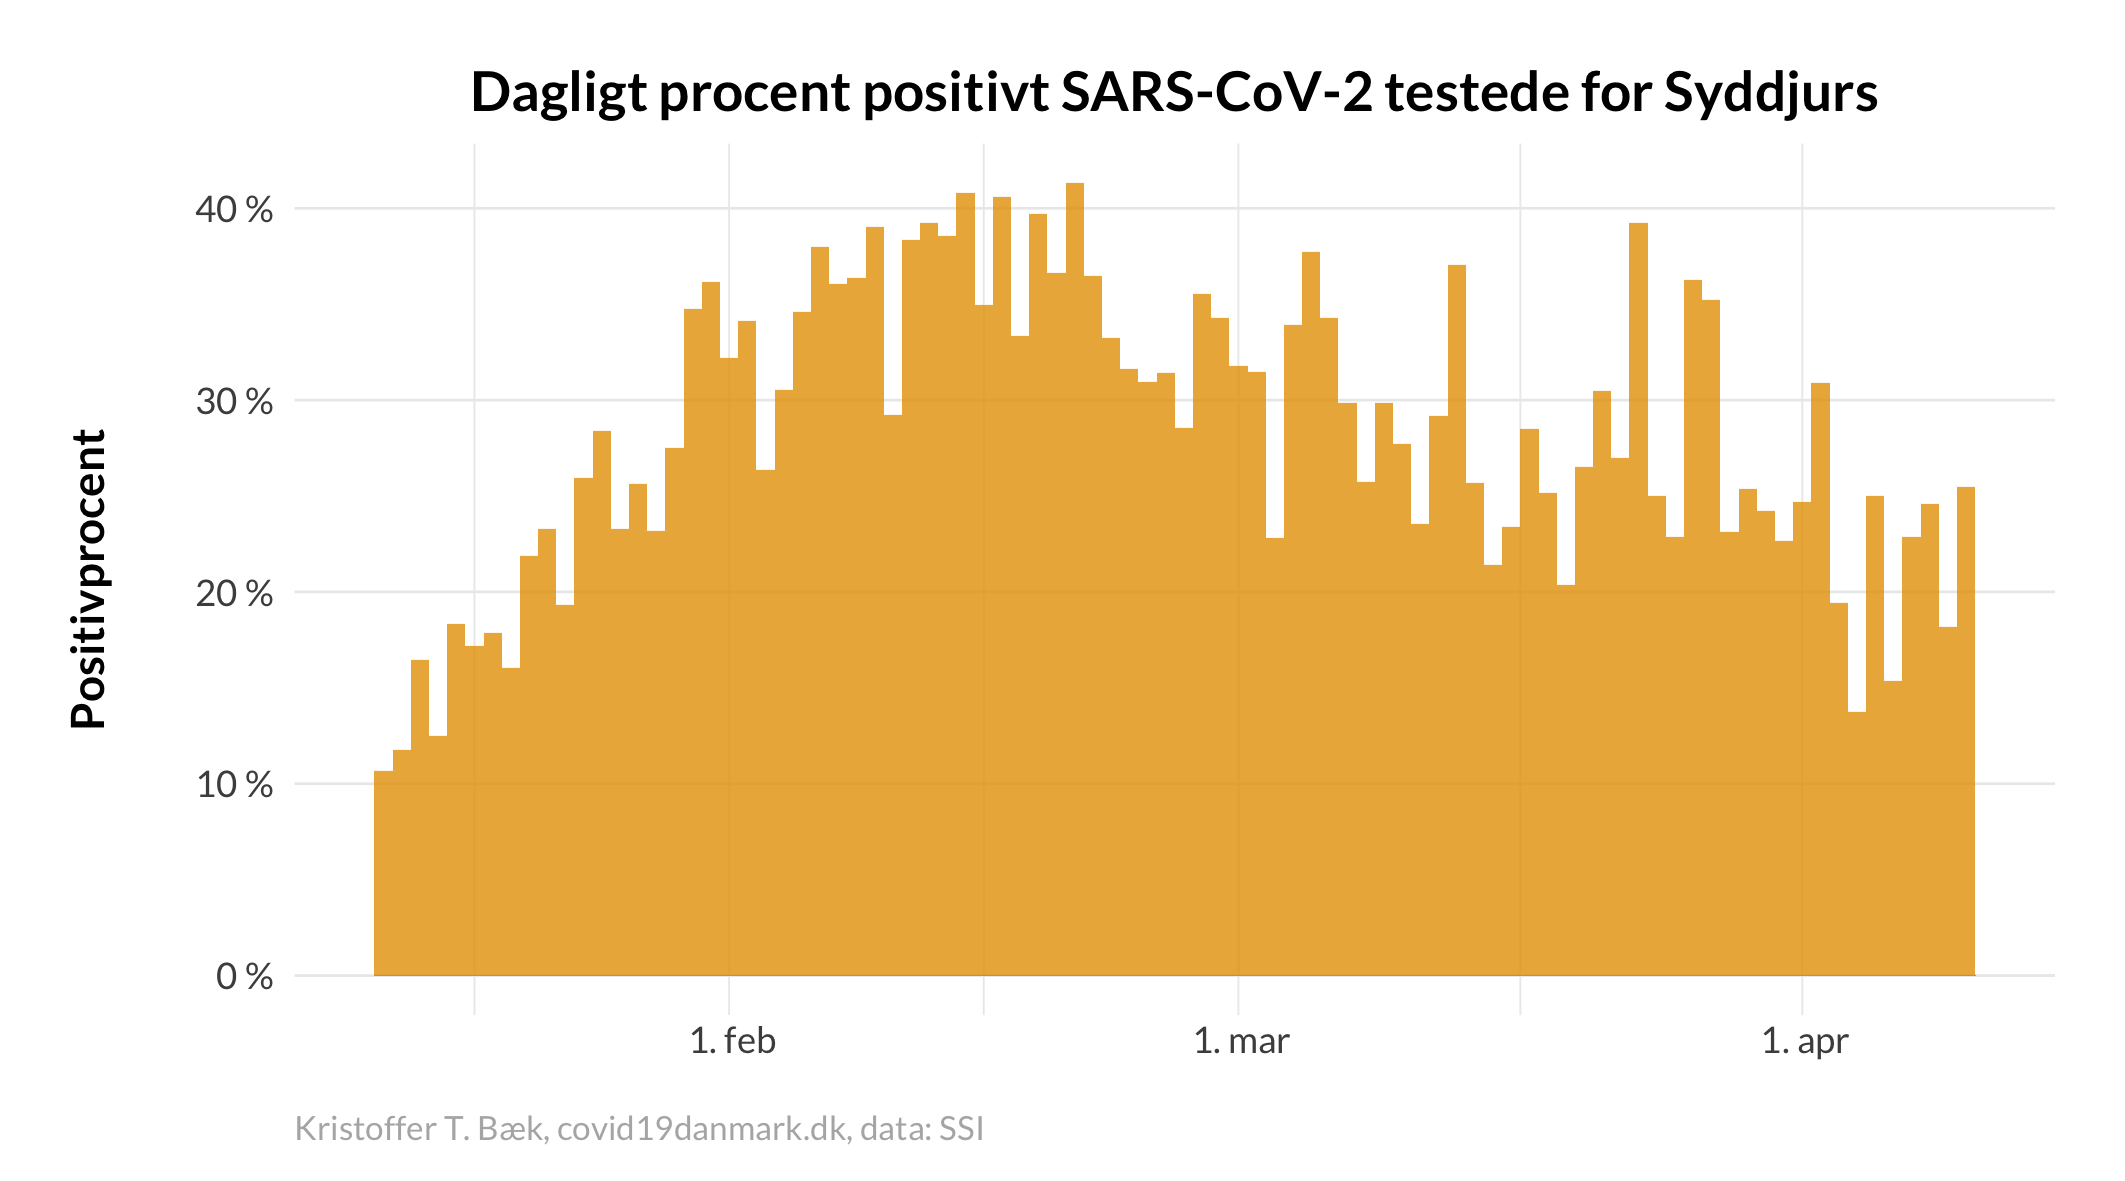 Dagligt procent positivt SARS-CoV-2 testede for Syddjurs
Positivprocent
40 %
30 %
20 %
10 %
0 %
1. feb
1. mar
1. apr
Kristoffer T. Bæk, covid19danmark.dk, data: SSI